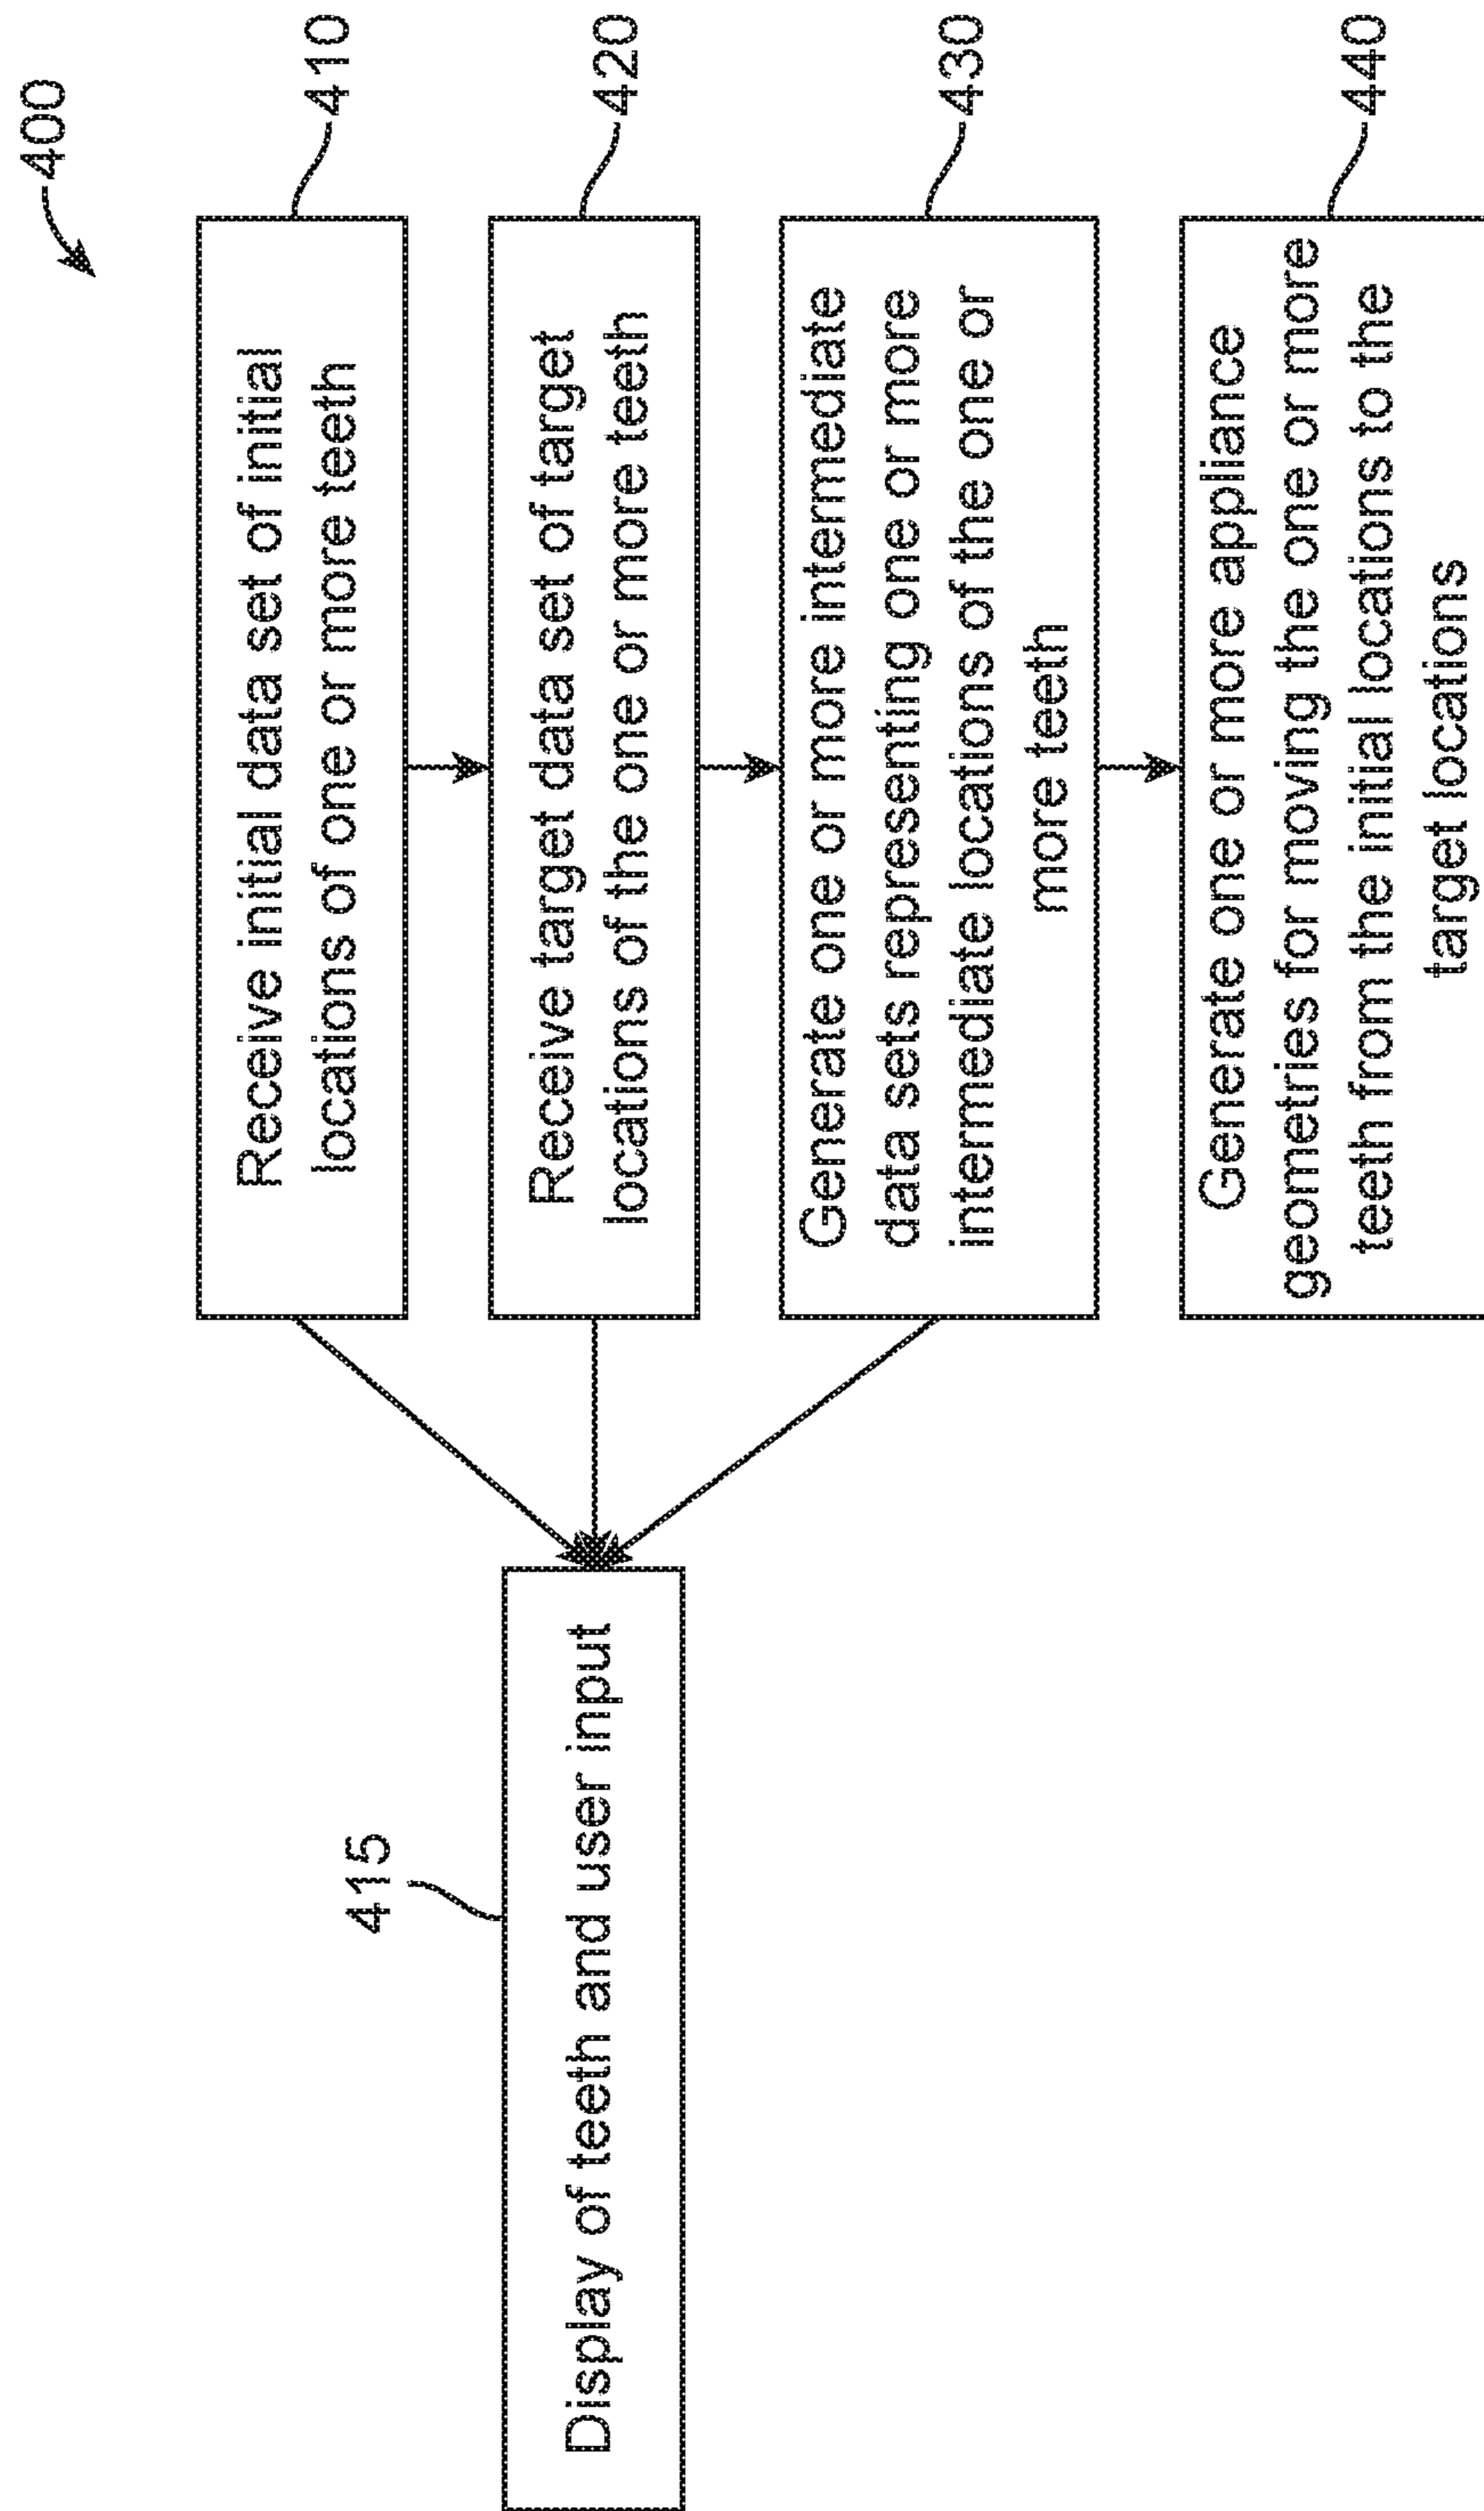 400
Receive initial data set of initial
locations of one or more teeth
410
Receive target data set of target
locations of the one or more teeth
420
415
Display of teeth and user input
Generate one or more intermediate
data sets representing one or more
intermediate locations of the one or
more teeth
430
Generate one or more appliance
geometries for moving the one or more
teeth from the initial locations to the
target locations
440